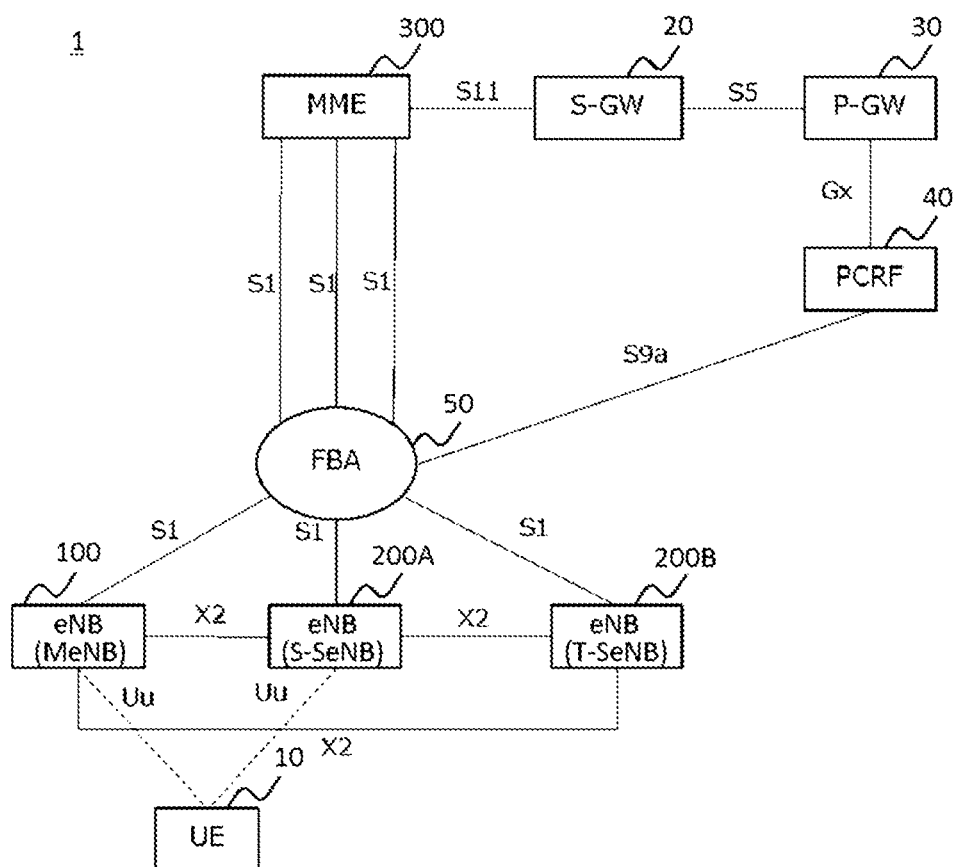 1
300
20
30
MME
S11
S-GW
S5
P-GW
Gx
40
PCRF
S1
S1
S1
S9a
50
FBA
S1
S1
S1
100
200A
200B
eNB
(MeNB)
X2
eNB
(S-SeNB)
X2
eNB
(T-SeNB)
Uu
Uu
X2
10
UE